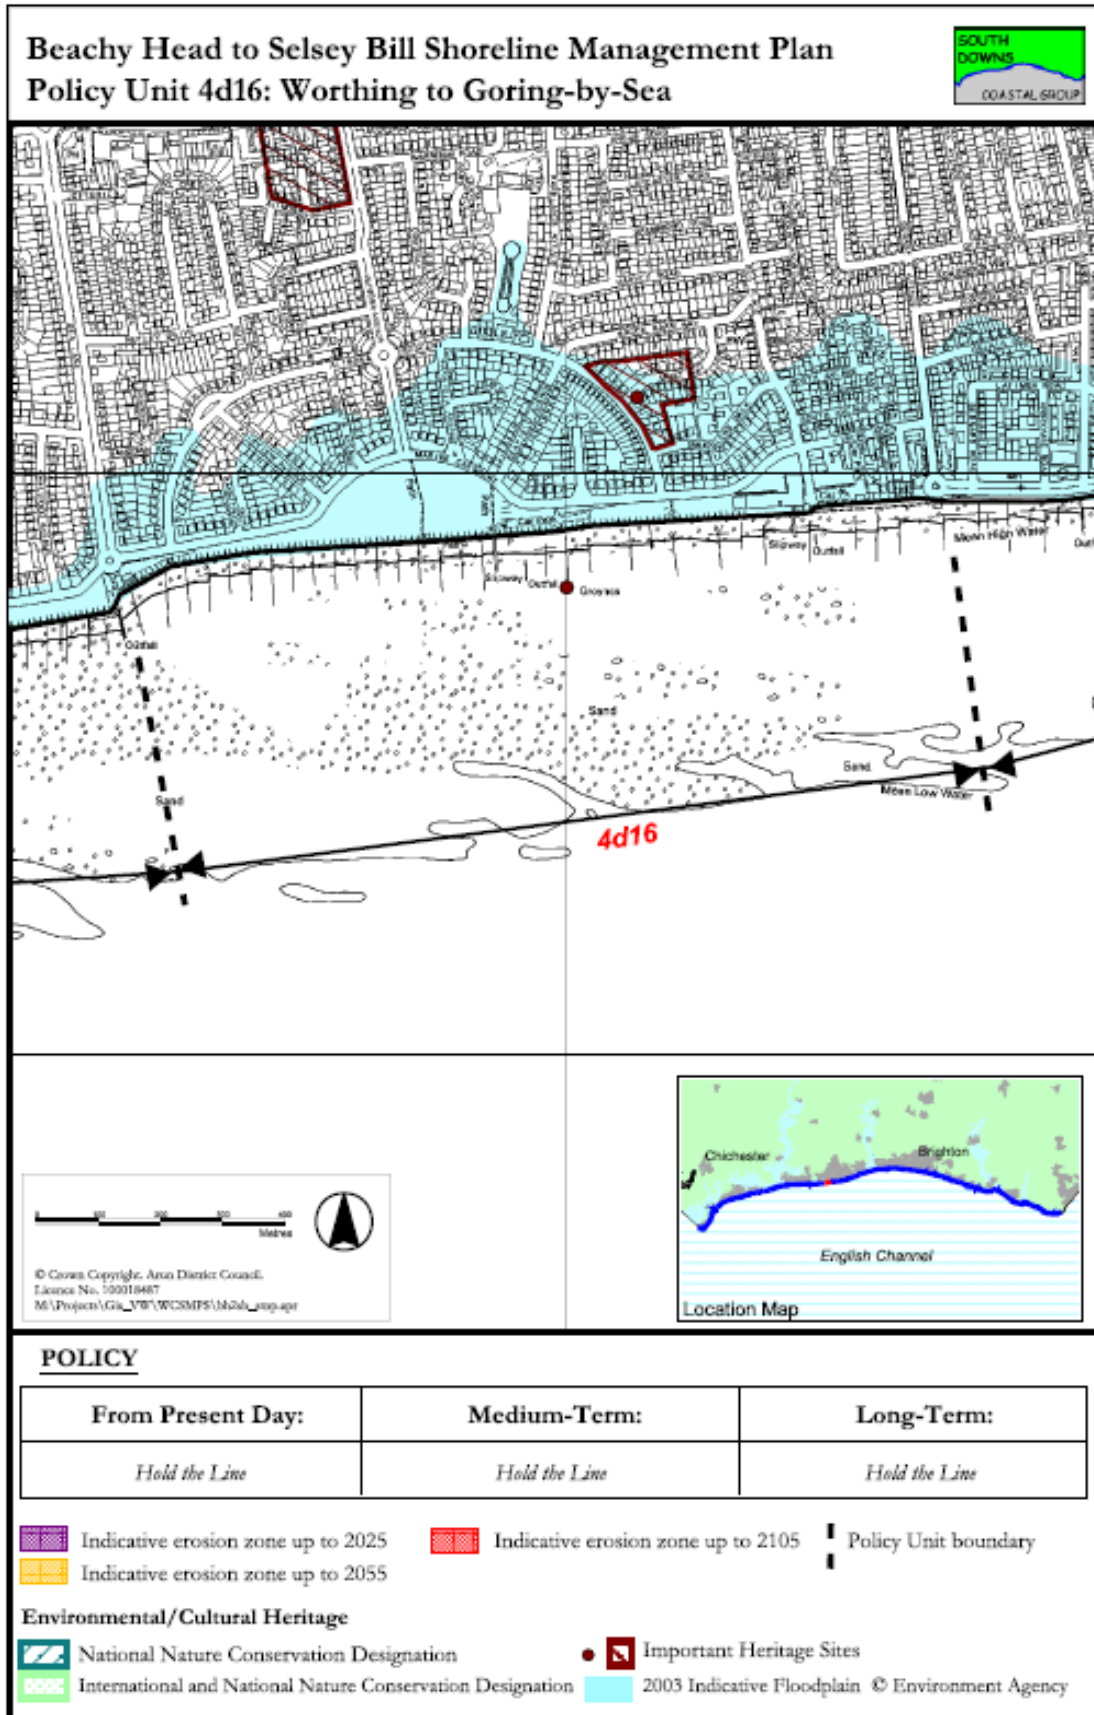 Beachy Head to Selsey Bill Shoreline Management Plan
Policy Unit 4d16: Worthing to Goring-by-Sea
SOUTH
DOWNS
COASTAL GROUP
Mean High Water
Slipway
Outfall
Slipway
Outfall
Groynes
Outfall
Sand
Sand
Mean Low Water
Sand
4d16
Chichester
Brighton
English Channel
Location Map
Metres
© Crown Copyright. Arun District Council.
Licence No. 100018487
POLICY
From Present Day:
Medium-Term:
Long-Term:
Hold the Line
Hold the Line
Hold the Line
Indicative erosion zone up to 2025
Indicative erosion zone up to 2105
Policy Unit boundary
Indicative erosion zone up to 2055
Environmental/Cultural Heritage
National Nature Conservation Designation
Important Heritage Sites
International and National Nature Conservation Designation
2003 Indicative Floodplain © Environment Agency